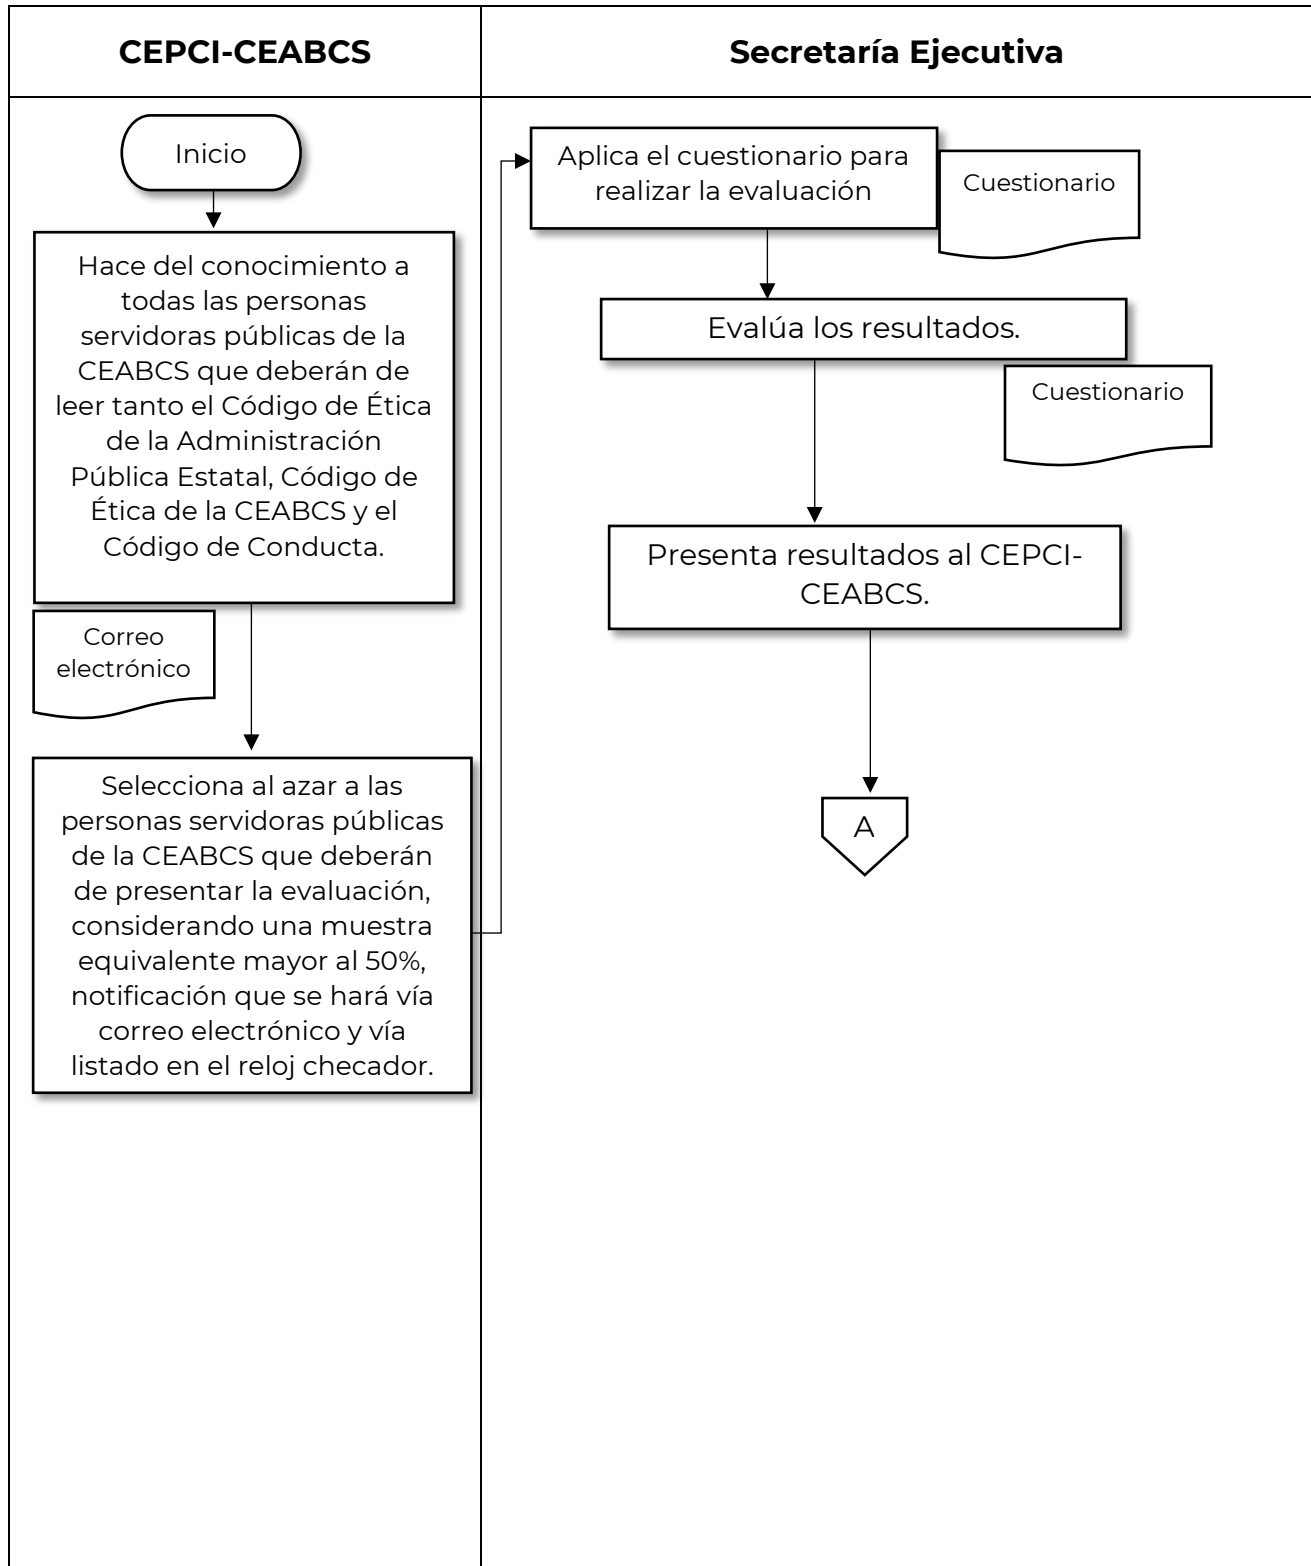 CEPCI-CEABCS
Secretaría Ejecutiva
Inicio
Hace del conocimiento a
todas las personas
servidoras públicas de la
CEABCS que deberán de
leer tanto el Código de Ética
de la Administración
Pública Estatal, Código de
Ética de la CEABCS y el
Código de Conducta.
Correo
electrónico
Selecciona al azar a las
personas servidoras públicas
de la CEABCS que deberán
de presentar la evaluación,
considerando una muestra
equivalente mayor al 50%,
notificación que se hará vía
correo electrónico y vía
listado en el reloj checador.
Aplica el cuestionario para
realizar la evaluación
Cuestionario
Evalúa los resultados.
Cuestionario
Presenta resultados al CEPCI-
CEABCS.
A